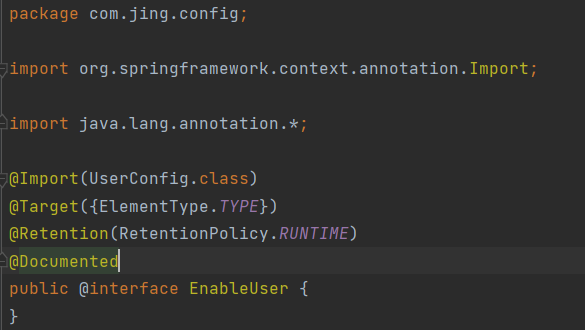 package com.jing.config;
import org.springframework.context.annotation.Import;
import java.lang.annotation.*;
@Import(UserConfig.class)
@Target({ElementType.TYPE})
@Retention(RetentionPolicy.RUNTIME)
@Documented
public @interface EnableUser {
}